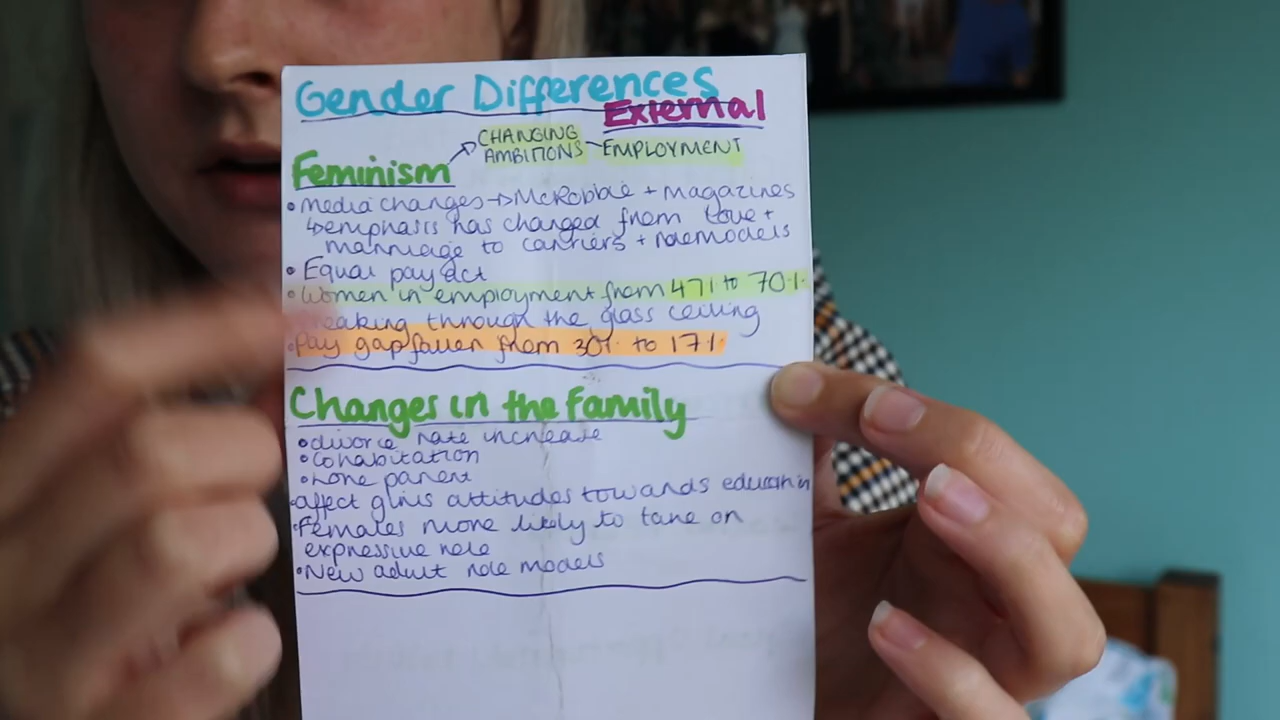 Gender Differences
External
CHANGING
AMBITIONS - EMPLOYMENT
Feminism
• Media changes → McRobbie + magazines
↳ emphasis has changed from love +
marriage to carriers + rolemodels
• Equal pay act
• Women in employment from 47% to 70%
breaking through the glass ceiling
• Pay gap fallen from 30% to 17%
Changes in the family
• divorce rate increase
• Cohabitation
• Lone parent
• affect girls attitudes towards education
• Females more likely to take on
expressive role
• New adult role models